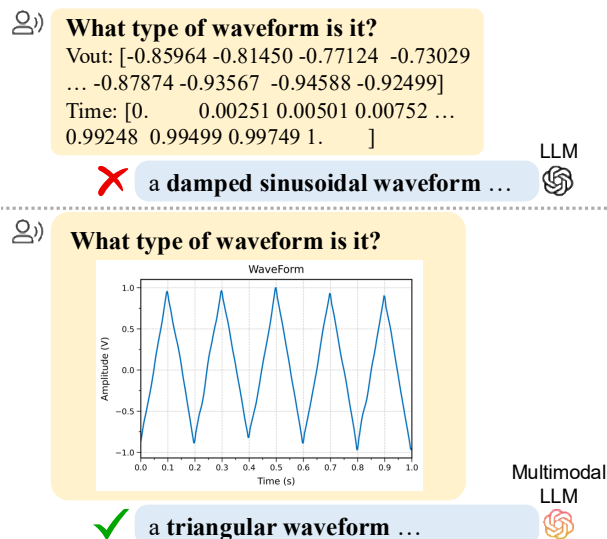 What type of waveform is it?
Vout: [-0.85964 -0.81450 -0.77124 -0.73029
… -0.87874 -0.93567 -0.94588 -0.92499]
Time: [0. 0.00251 0.00501 0.00752 …
0.99248 0.99499 0.99749 1. ]
LLM
a damped sinusoidal waveform …
What type of waveform is it?
WaveForm
1.0
0.5
0.0
−0.5
−1.0
Amplitude (V)
0.0 0.1 0.2 0.3 0.4 0.5 0.6 0.7 0.8 0.9 1.0
Time (s)
Multimodal
LLM
a triangular waveform …